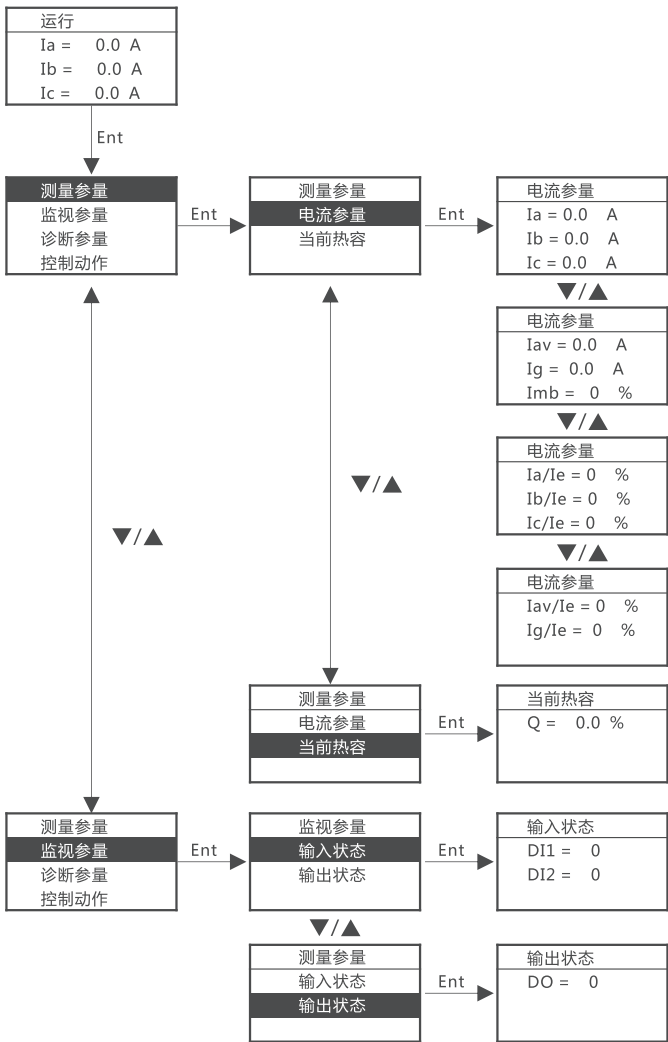 运行
Ia = 0.0 A
Ib = 0.0 A
Ic = 0.0 A
Ent
测量参量
监视参量
诊断参量
控制动作
Ent
测量参量
电流参量
当前热容
Ent
电流参量
Ia = 0.0 A
Ib = 0.0 A
Ic = 0.0 A
▼/▲
电流参量
Iav = 0.0 A
Ig = 0.0 A
Imb = 0 %
▼/▲
电流参量
Ia/Ie = 0 %
Ib/Ie = 0 %
Ic/Ie = 0 %
▼/▲
▼/▲
▼/▲
电流参量
Iav/Ie = 0 %
Ig/Ie = 0 %
测量参量
电流参量
当前热容
Ent
当前热容
Q = 0.0 %
测量参量
监视参量
诊断参量
控制动作
Ent
监视参量
输入状态
输出状态
Ent
输入状态
DI1 = 0
DI2 = 0
▼/▲
测量参量
输入状态
输出状态
Ent
输出状态
DO = 0